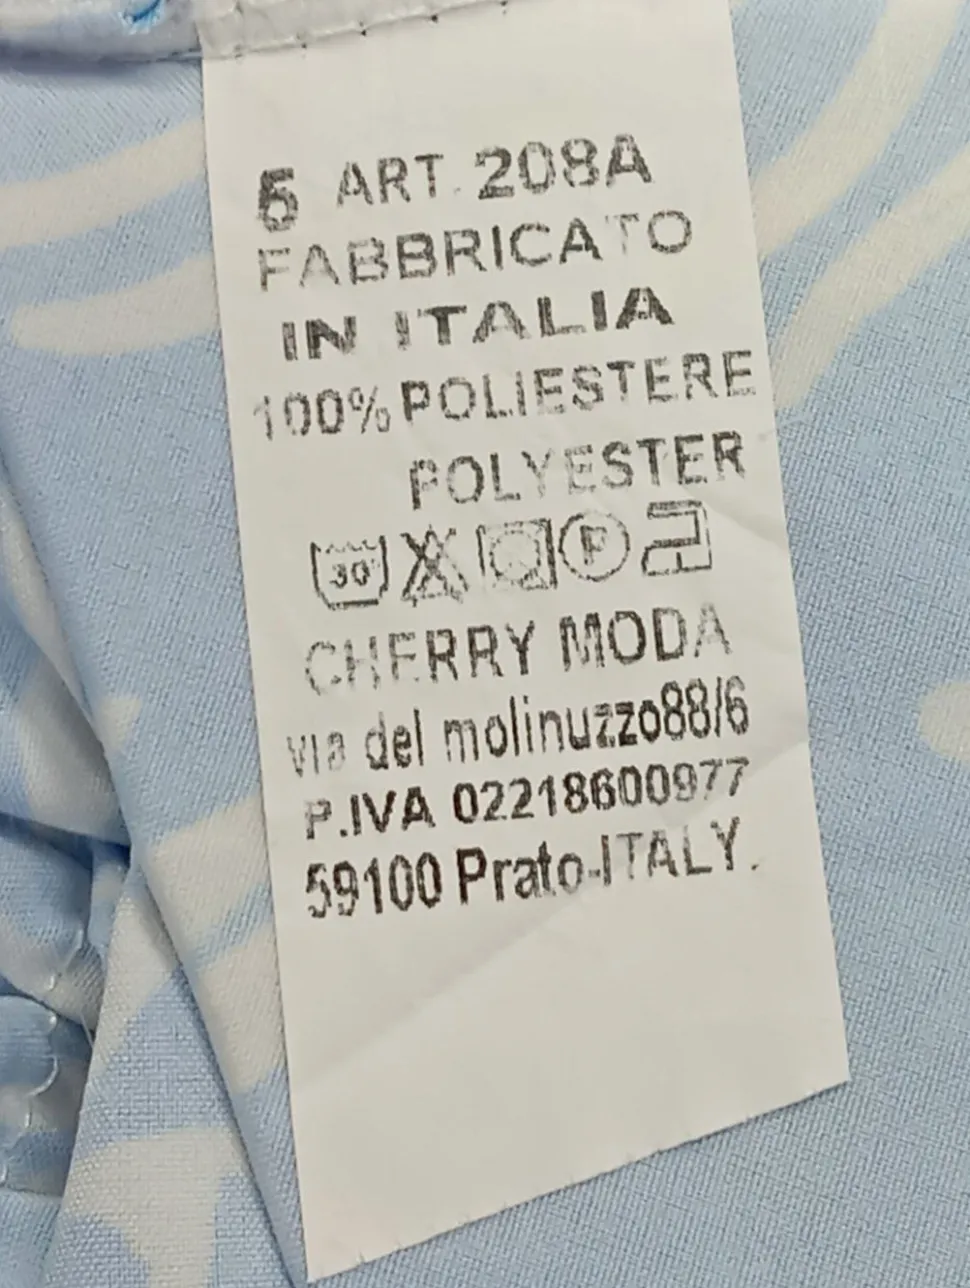 5 ART. 208A
FABBRICATO
IN ITALIA
100% POLIESTERE
POLYESTER
30°
P
CHERRY MODA
via del molinuzzo88/6
P.IVA 02218600977
59100 Prato-ITALY.